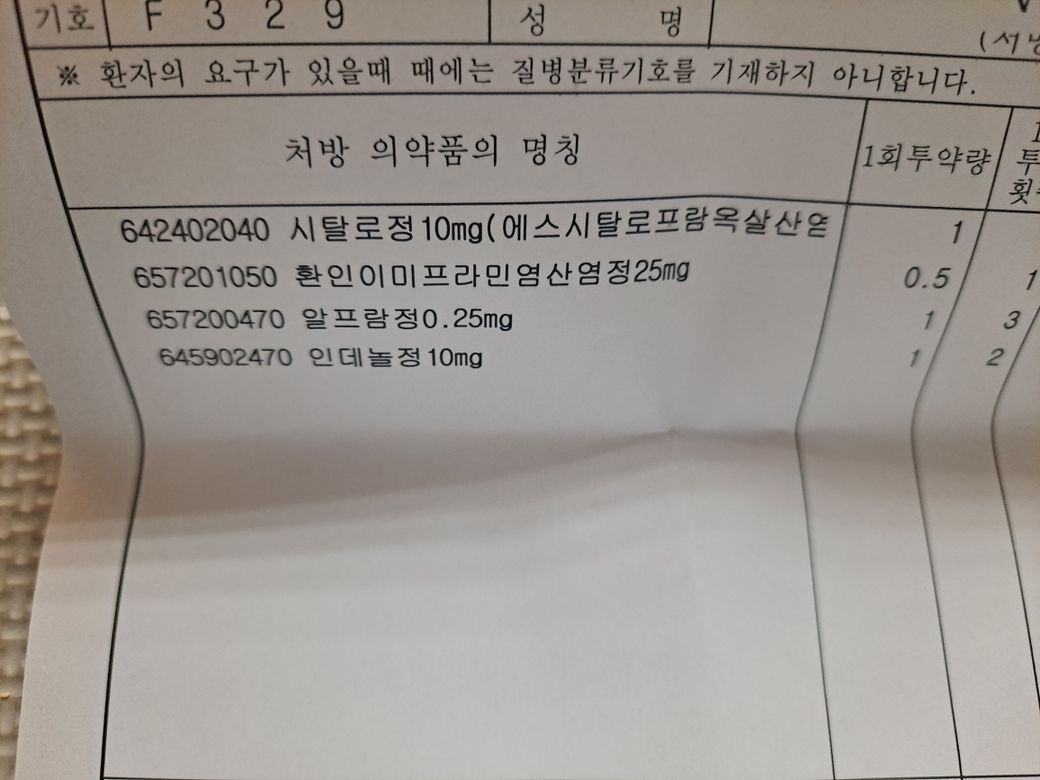 기호 F 3 2 9 성 명
(서명
※ 환자의 요구가 있을때 때에는 질병분류기호를 기재하지 아니합니다.
처방 의약품의 명칭 1회투약량
642402040 시탈로정10mg(에스시탈로프람옥살산염 1
657201050 환인이미프라민염산염정25mg 0.5 1
657200470 알프람정0.25mg 1 3
645902470 인데놀정10mg 1 2